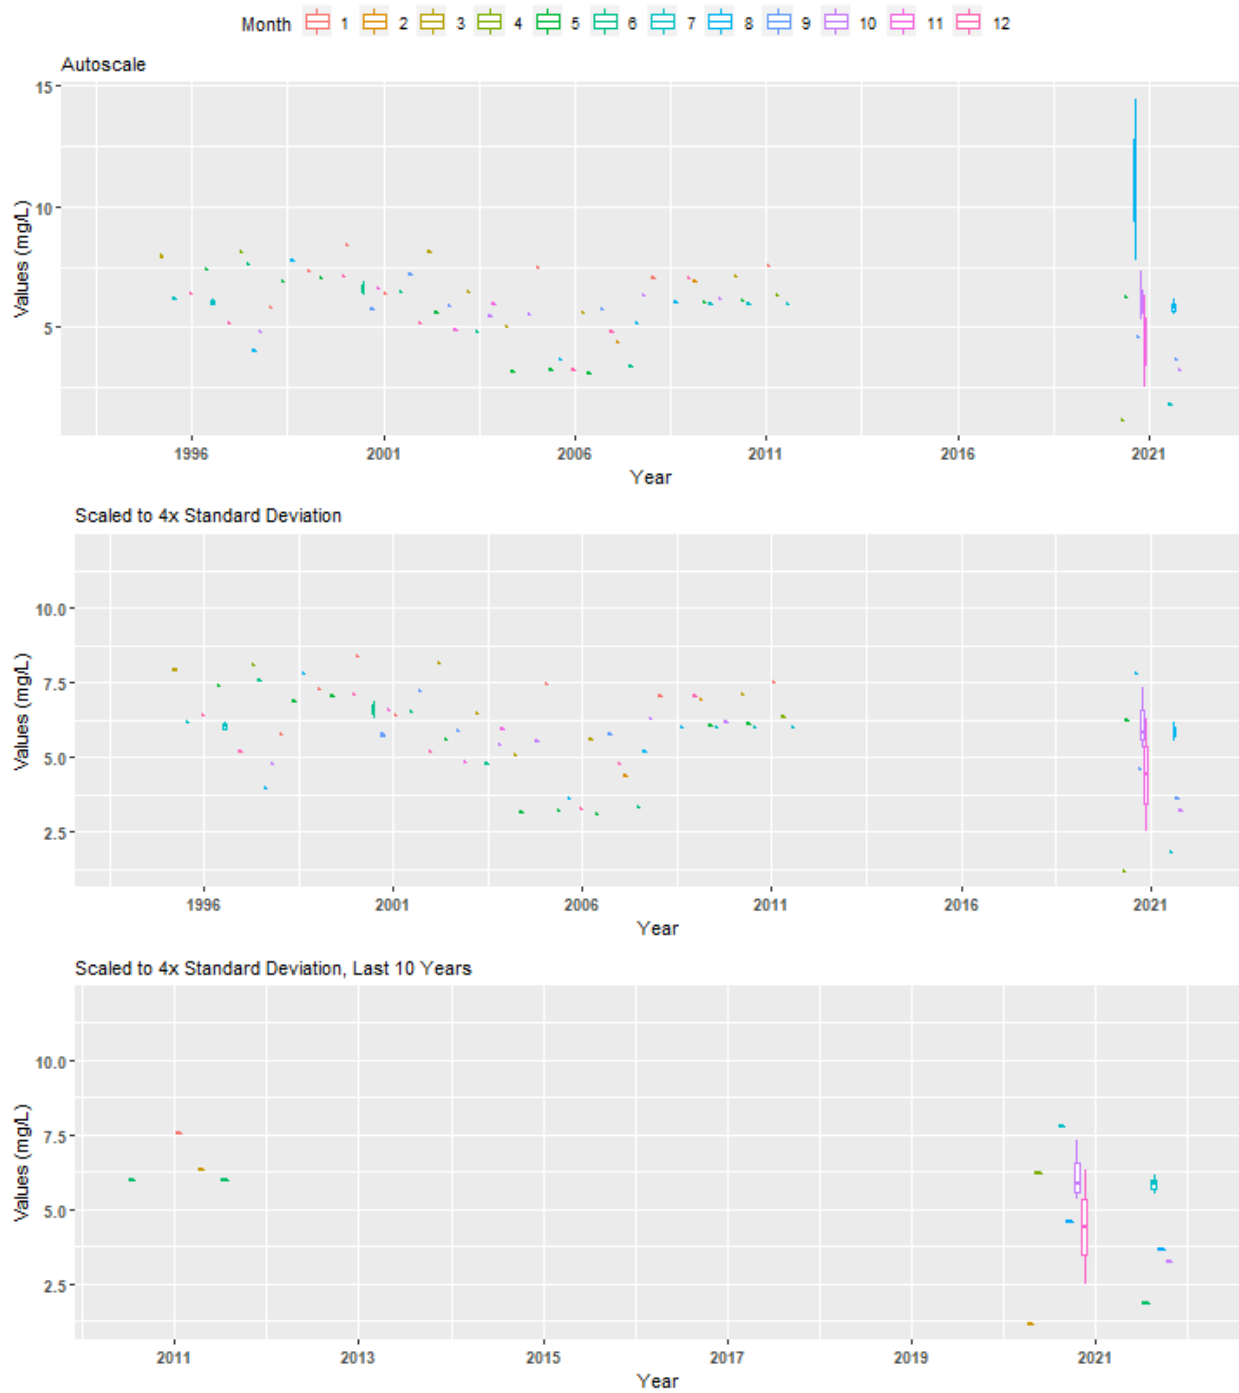 Month 1 2 3 4 5 6 7 8 9 10 11 12
Autoscale
15
10
5
Values (mg/L)
1996 2001 2006 2011 2016 2021
Year
Scaled to 4x Standard Deviation
10.0
7.5
5.0
2.5
Values (mg/L)
1996 2001 2006 2011 2016 2021
Year
Scaled to 4x Standard Deviation, Last 10 Years
10.0
7.5
5.0
2.5
Values (mg/L)
2011 2013 2015 2017 2019 2021
Year